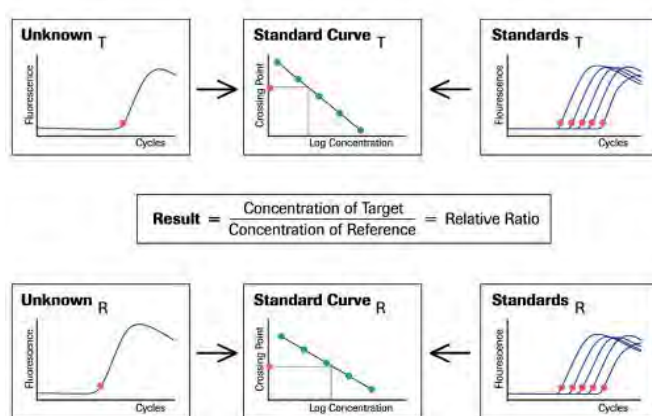 Unknown T
Fluorescence
Cycles
Standard Curve T
Crossing Point
Log Concentration
Standards T
Flourescence
Cycles
Result = Concentration of Target / Concentration of Reference = Relative Ratio
Unknown R
Fluorescence
Cycles
Standard Curve R
Crossing Point
Log Concentration
Standards R
Fluorescence
Cycles